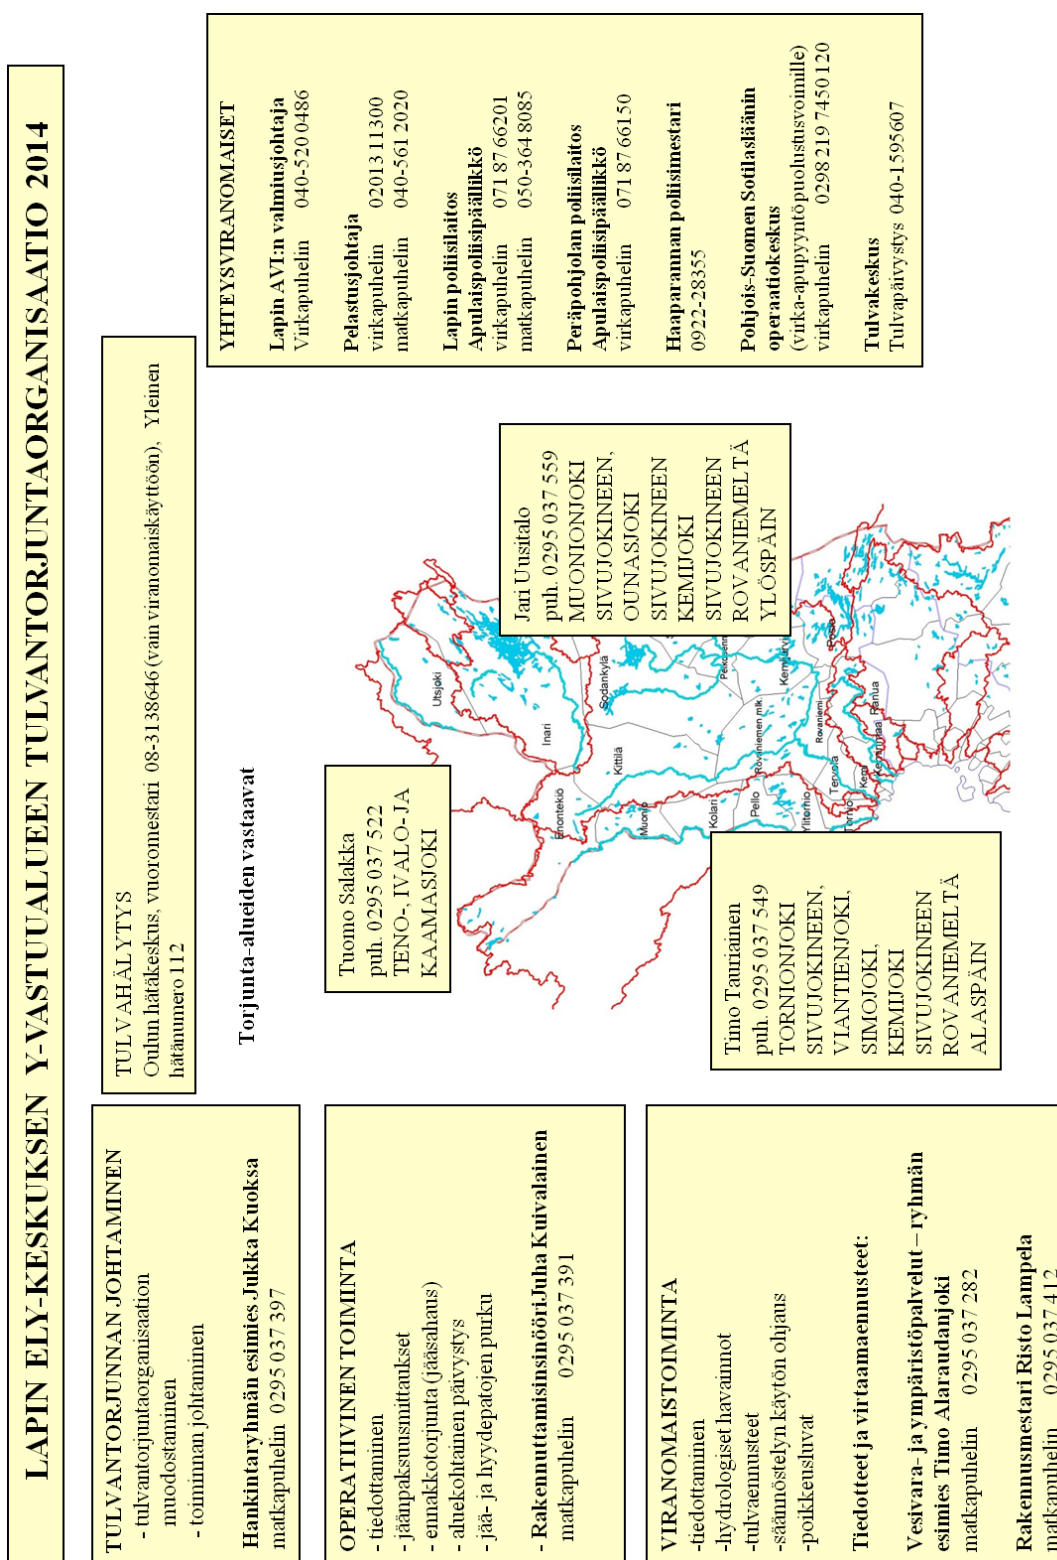 LAPIN ELY-KESKUKSEN Y-VASTUUALUEEN TULVANTORJUNTAORGANISAATIO 2014
TULVANTORJUNNAN JOHTAMINEN
- tulvantorjuntaorganisaation
muodostaminen
- toiminnan johtaminen
Hankintaryhmän esimies Jukka Kuoksa
matkapuhelin 0295 037 397
TULVAHÄLYTYS
Oulun hätäkeskus, vuoromestari 08-3138646 (vain viranomaiskäyttöön), Yleinen
hätänumero 112
OPERATIIVINEN TOIMINTA
- tiedottaminen
- jäänpaksuusmittaukset
- ennakkotorjunta (jääsahaus)
- aluekohtainen päivystys
- jää- ja hyydepatojen purku
- Rakennuttamisinsinööri Juha Kuivalainen
matkapuhelin 0295 037 391
VIRANOMAISTOIMINTA
-tiedottaminen
-hydrologiset havainnot
-tulvaennusteet
-säännöstelyn käytön ohjaus
-poikkeusluvat
Tiedotteet ja virtaamaennusteet:
Vesivara- ja ympäristöpalvelut – ryhmän
esimies Timo Alaraudanjoki
matkapuhelin 0295 037 282
Rakennusmestari Risto Lampela
matkapuhelin 0295 037 412
Torjunta-alueiden vastaavat
Tuomo Salakka
puh. 0295 037 522
TENO-, IVALO- JA
KAAMASJOKI
Jari Uusitalo
puh. 0295 037 559
MUONIONJOKI
SIVUJOKINEEN,
OUNASJOKI
SIVUJOKINEEN
KEMIJOKI
SIVUJOKINEEN
ROVANIEMELTÄ
YLÖSPÄIN
Timo Tauriainen
puh. 0295 037 549
TORNIONJOKI
SIVUJOKINEEN,
VIANTIENJOKI,
SIMOJOKI,
KEMIJOKI
SIVUJOKINEEN
ROVANIEMELTÄ
ALASPÄIN
Utsjoki
Inari
Enontekiö
Kittilä
Sodankylä
Muonio
Kolari
Pello
Rovaniemen mlk.
Kemijärvi
Ylitornio
Rovaniemi
Posio
Tervola
Ranua
Tornio
Kemi
YHTEYSVIRANOMAISET
Lapin AVI:n valmiusjohtaja
Virkapuhelin 040-520 0486
Pelastusjohtaja
virkapuhelin 02013 11300
matkapuhelin 040-561 2020
Lapin poliisilaitos
Apulaispoliisipäällikkö
virkapuhelin 071 87 66201
matkapuhelin 050-364 8085
Peräpohjolan poliisilaitos
Apulaispoliisipäällikkö
virkapuhelin 071 87 66150
Haaparannan poliisimestari
0922-28355
Pohjois-Suomen Sotilasläänin
operaatiokeskus
(virka-apupyyntö puolustusvoimille)
virkapuhelin 0298 219 7450 120
Tulvakeskus
Tulvapäivystys 040-1595607